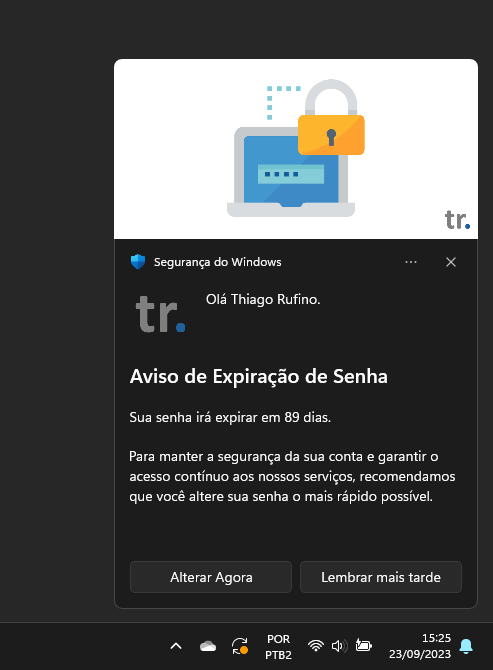 tr.
Segurança do Windows
tr.
Olá Thiago Rufino.
Aviso de Expiração de Senha
Sua senha irá expirar em 89 dias.
Para manter a segurança da sua conta e garantir o
acesso contínuo aos nossos serviços, recomendamos
que você altere sua senha o mais rápido possível.
Alterar Agora
Lembrar mais tarde
POR
PTB2
15:25
23/09/2023